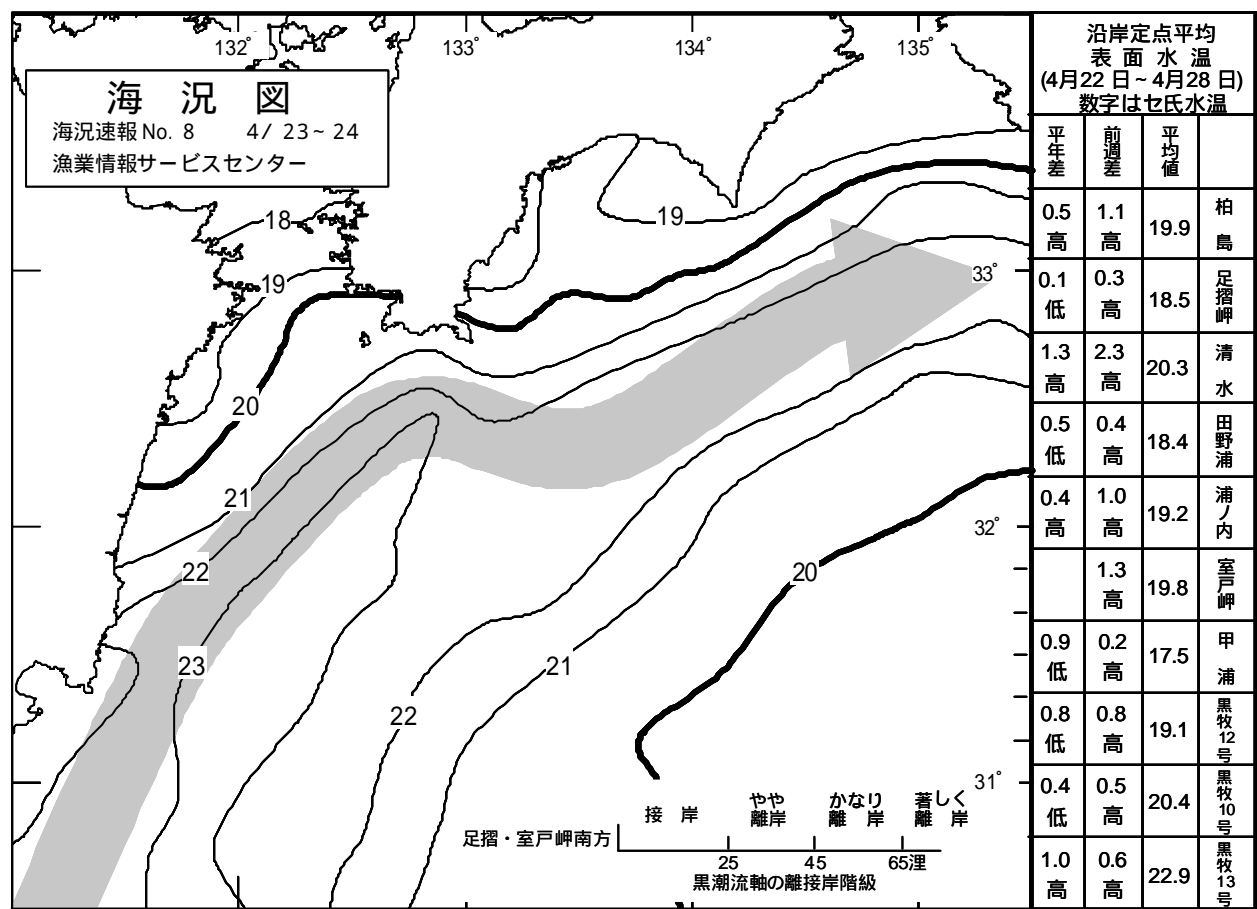 132°
133°
134°
135°
海 況 図
海況速報 No. 8 4/ 23~ 24
漁業情報サービスセンター
18
19
19
33°
20
21
22
32°
20
23
21
22
31°
接 岸
やや
離岸
かなり
離 岸
著しく
離 岸
足摺・室戸岬南方
25
45
65浬
黒潮流軸の離接岸階級
沿岸定点平均
表 面 水 温
(4月22 日~4月28 日)
数字はセ氏水温
平年差 前週差 平均値
0.5高 1.1高 19.9 柏島
0.1低 0.3高 18.5 足摺岬
1.3高 2.3高 20.3 清水
0.5低 0.4高 18.4 田野浦
0.4高 1.0高 19.2 浦ノ内
1.3高 19.8 室戸岬
0.9低 0.2高 17.5 甲浦
0.8低 0.8高 19.1 黒牧12号
0.4低 0.5高 20.4 黒牧10号
1.0高 0.6高 22.9 黒牧13号